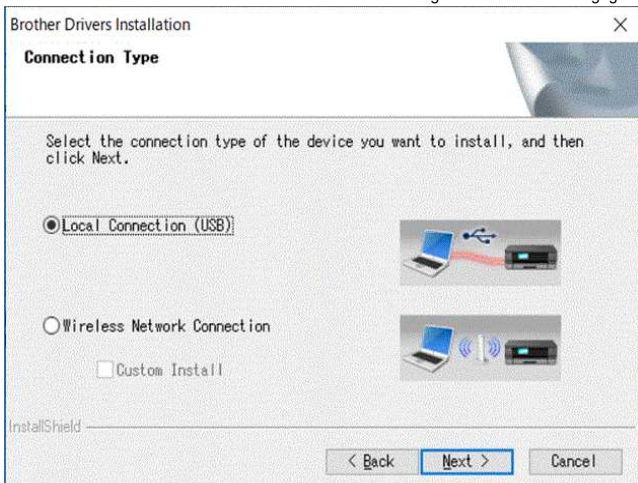 Brother Drivers Installation
Connection Type
Select the connection type of the device you want to install, and then
click Next.
Local Connection (USB)
Wireless Network Connection
Custom Install
InstallShield
< Back
Next >
Cancel